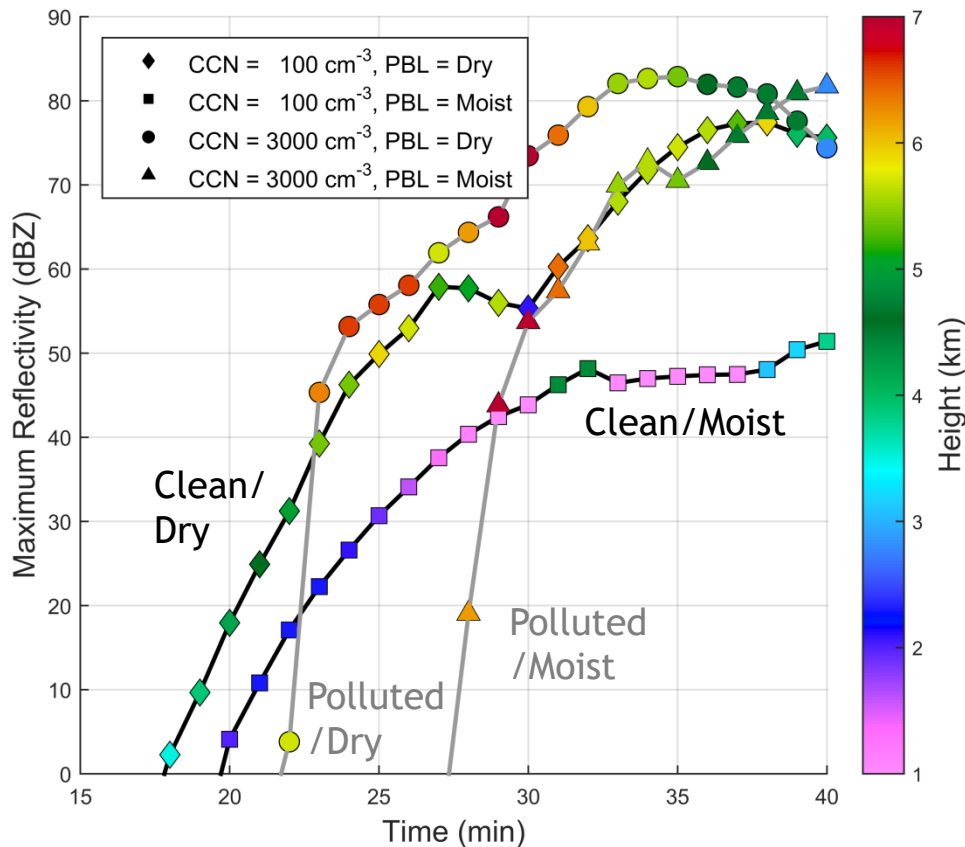 90
80
70
60
50
40
30
20
10
0
Maximum Reflectivity (dBZ)
CCN = 100 cm⁻³, PBL = Dry
CCN = 100 cm⁻³, PBL = Moist
CCN = 3000 cm⁻³, PBL = Dry
CCN = 3000 cm⁻³, PBL = Moist
Clean/
Dry
Clean/Moist
Polluted
/Dry
Polluted
/Moist
15 20 25 30 35 40
Time (min)
7
6
5
4
3
2
1
Height (km)